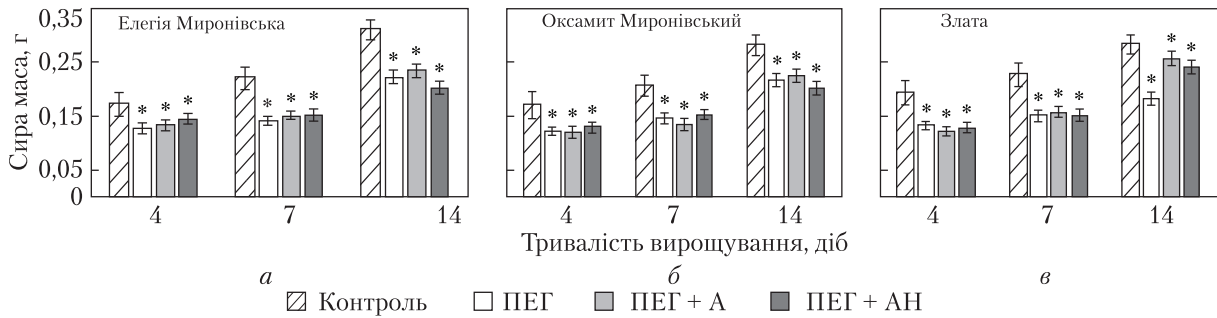 Сира маса, г
0,35
0,25
0,15
0,05
0
Елегія Миронівська
* * * * * * * * *
4 7 14
Оксамит Миронівський
* * * * * * * * *
4 7 14
Злата
* * * * * * * * *
4 7 14
Тривалість вирощування, діб
а б в
Контроль ПЕГ ПЕГ + А ПЕГ + АН